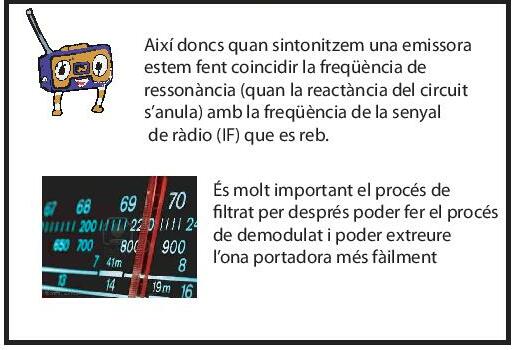 Així doncs quan sintonitzem una emissora
estem fent coincidir la freqüència de
ressonància (quan la reactància del circuit
s'anula) amb la freqüència de la senyal
de ràdio (IF) que es reb.
És molt important el procés de
filtrat per després poder fer el procés
de demodulat i poder extreure
l'ona portadora més fàilment
67 68 69 70
200 220 24
650 700 800 900
7 41m 8
13 14 19m 16